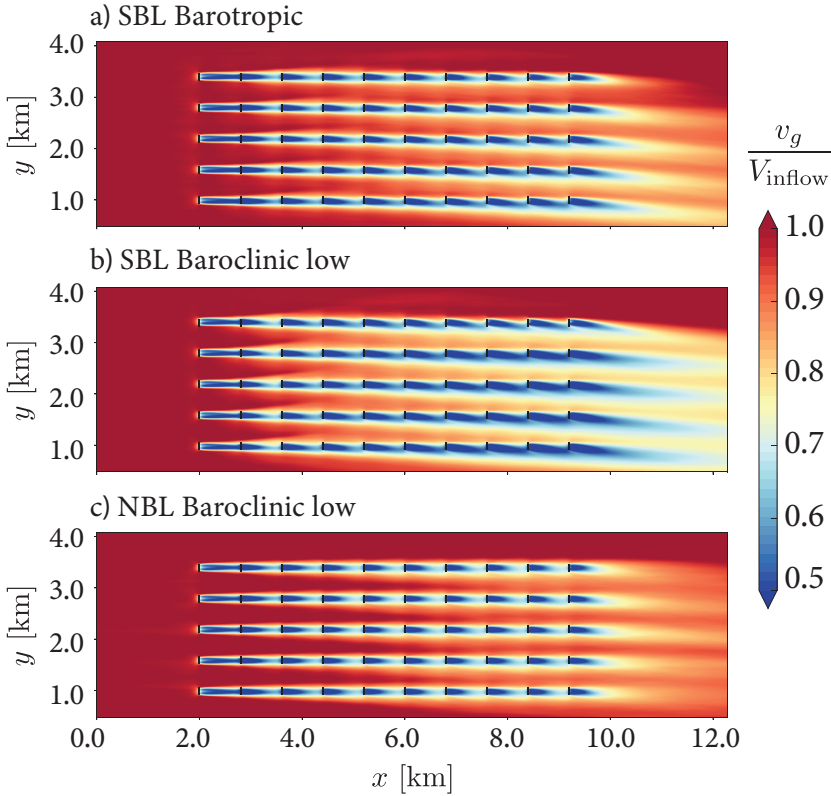 a) SBL Barotropic
4.0
3.0
2.0
1.0
y [km]
b) SBL Baroclinic low
4.0
3.0
2.0
1.0
y [km]
c) NBL Baroclinic low
4.0
3.0
2.0
1.0
y [km]
0.0 2.0 4.0 6.0 8.0 10.0 12.0
x [km]
v_g
V_inflow
1.0
0.9
0.8
0.7
0.6
0.5